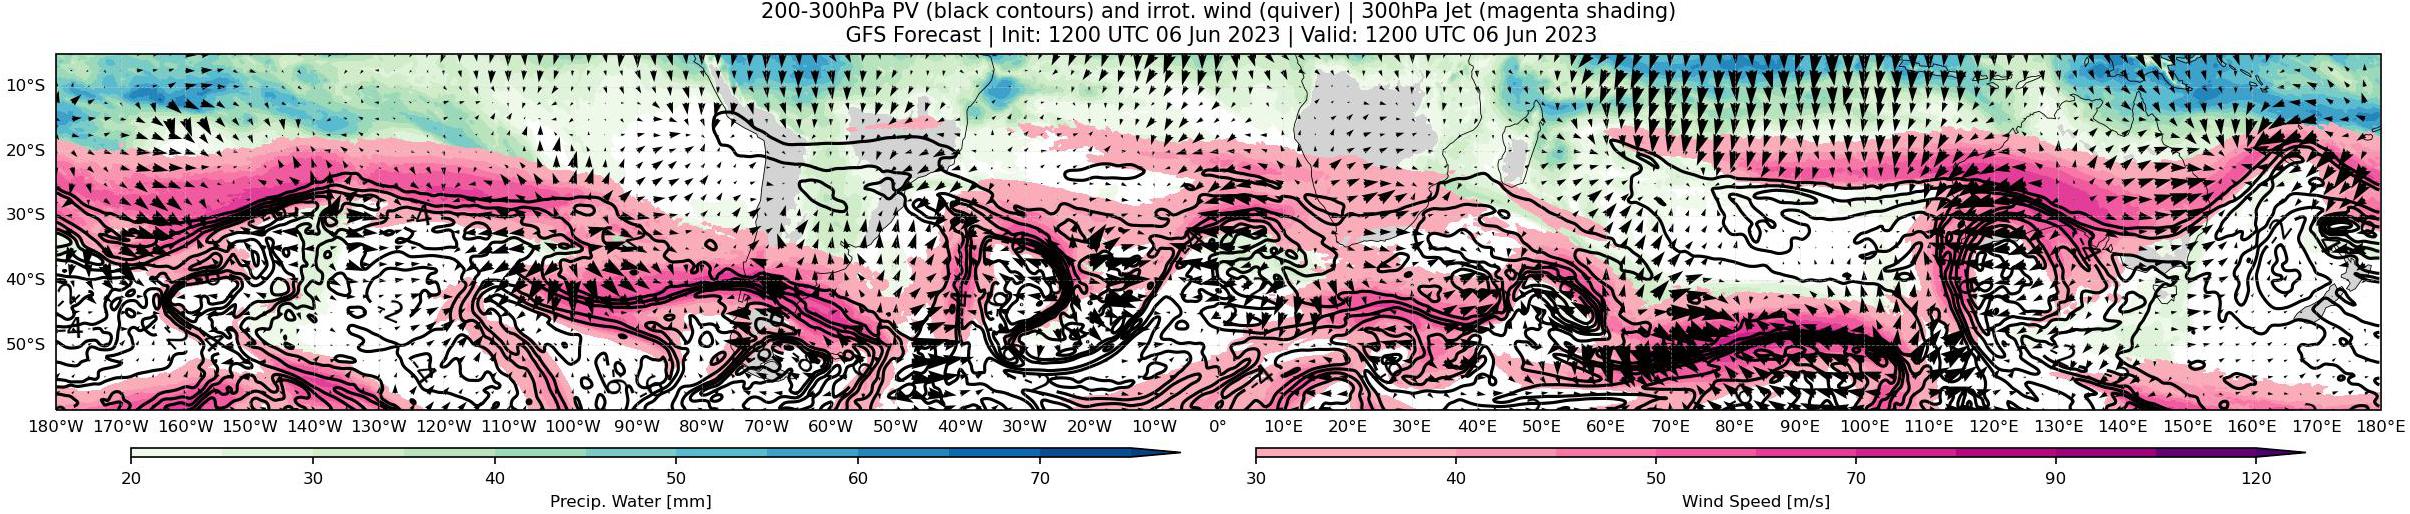 200-300hPa PV (black contours) and irrot. wind (quiver) | 300hPa Jet (magenta shading)
GFS Forecast | Init: 1200 UTC 06 Jun 2023 | Valid: 1200 UTC 06 Jun 2023
10°S
20°S
30°S
40°S
50°S
180°W 170°W 160°W 150°W 140°W 130°W 120°W 110°W 100°W 90°W 80°W 70°W 60°W 50°W 40°W 30°W 20°W 10°W 0° 10°E 20°E 30°E 40°E 50°E 60°E 70°E 80°E 90°E 100°E 110°E 120°E 130°E 140°E 150°E 160°E 170°E 180°E
20 30 40 50 60 70
Precip. Water [mm]
30 40 50 70 90 120
Wind Speed [m/s]